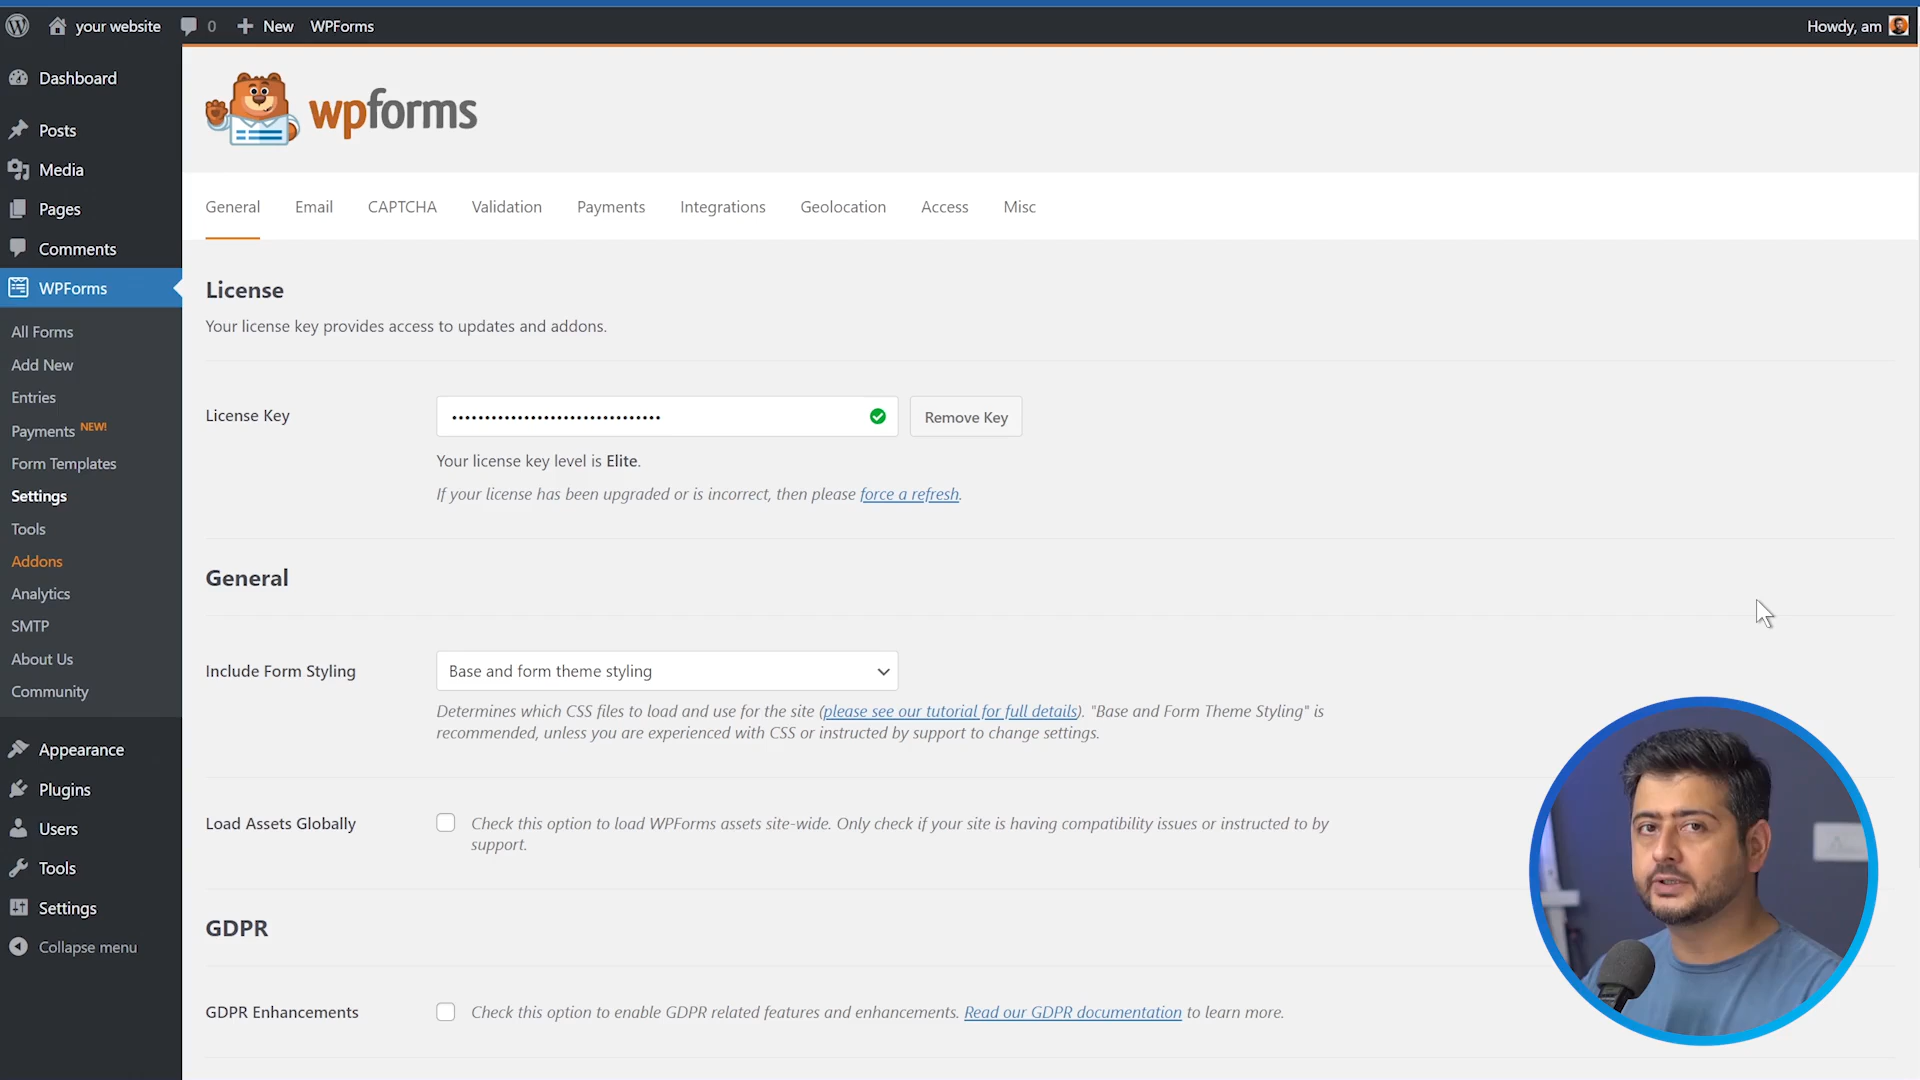 your website
0
New
WPForms
Howdy, am
Dashboard
Posts
Media
Pages
Comments
WPForms
All Forms
Add New
Entries
Payments NEW!
Form Templates
Settings
Tools
Addons
Analytics
SMTP
About Us
Community
Appearance
Plugins
Users
Tools
Settings
Collapse menu
wpforms
General
Email
CAPTCHA
Validation
Payments
Integrations
Geolocation
Access
Misc
License
Your license key provides access to updates and addons.
License Key
•••••••••••••••••••••••••••••••• 
Remove Key
Your license key level is Elite.
If your license has been upgraded or is incorrect, then please force a refresh.
General
Include Form Styling
Base and form theme styling
Determines which CSS files to load and use for the site (please see our tutorial for full details). "Base and Form Theme Styling" is
recommended, unless you are experienced with CSS or instructed by support to change settings.
Load Assets Globally
Check this option to load WPForms assets site-wide. Only check if your site is having compatibility issues or instructed to by
support.
GDPR
GDPR Enhancements
Check this option to enable GDPR related features and enhancements. Read our GDPR documentation to learn more.